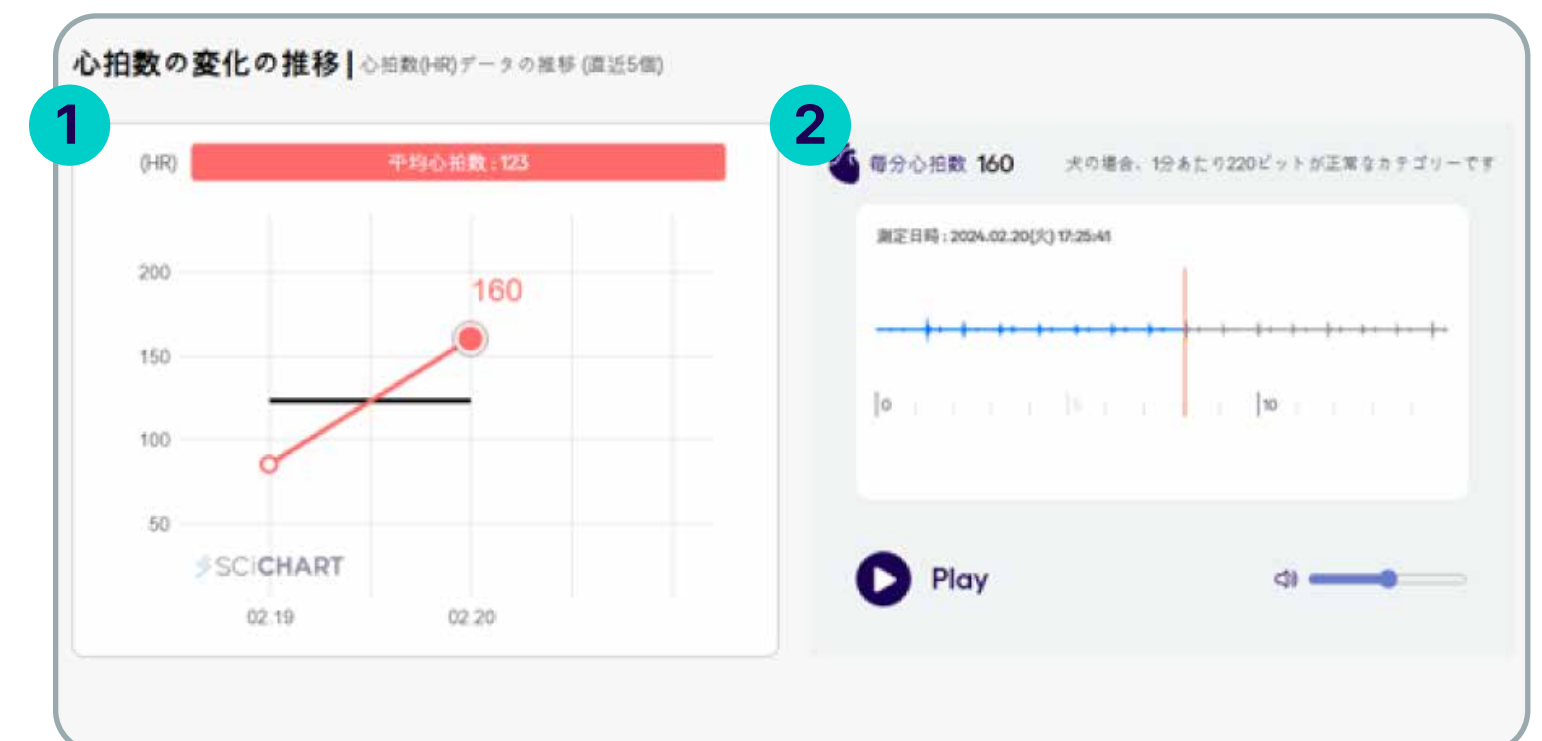 心拍数の変化の推移 | 心拍数(HR)データの推移 (直近5個)
1
(HR)
平均心拍数 : 123
200
150
100
50
160
SCiCHART
02.19
02.20
2
毎分心拍数 160
犬の場合、1分あたり220ビットが正常なカテゴリーです
測定日時 : 2024.02.20(火) 17:25:41
0
5
10
Play